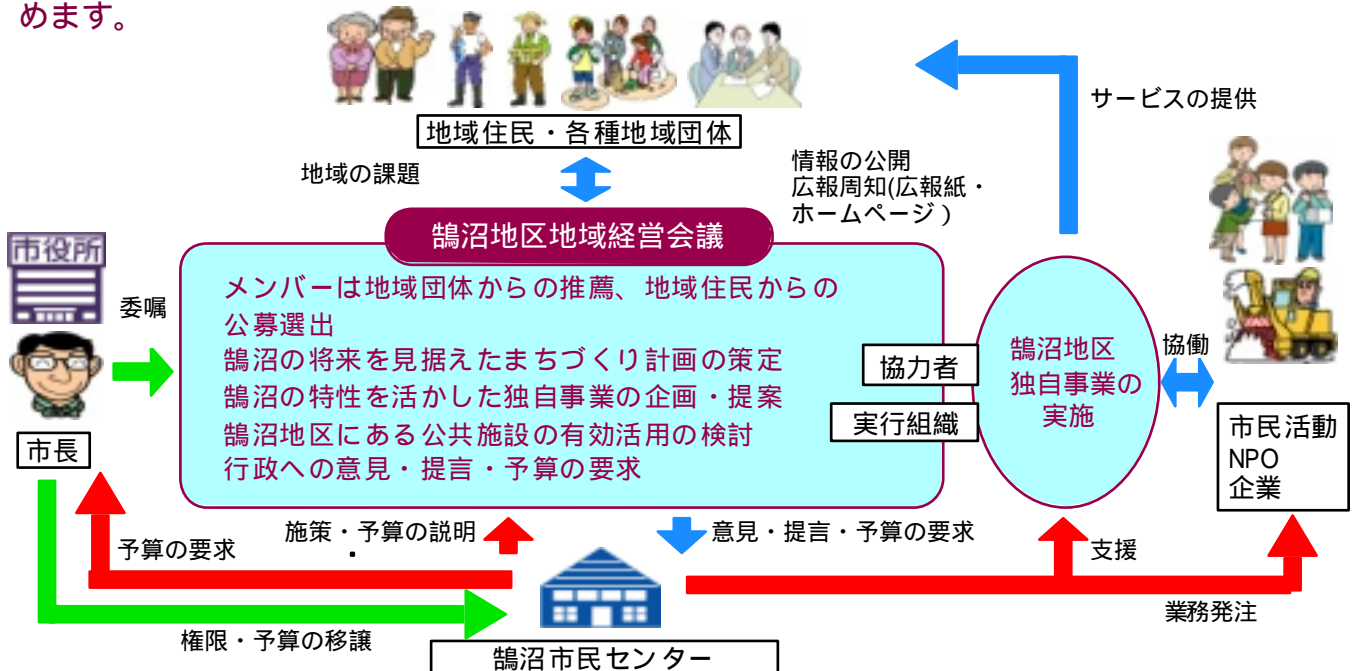 めます。
地域住民・各種地域団体
サービスの提供
地域の課題
情報の公開
広報周知(広報紙・
ホームページ）
鵠沼地区地域経営会議
市役所
委嘱
メンバーは地域団体からの推薦、地域住民からの
公募選出
鵠沼の将来を見据えたまちづくり計画の策定
鵠沼の特性を活かした独自事業の企画・提案
鵠沼地区にある公共施設の有効活用の検討
行政への意見・提言・予算の要求
協力者
実行組織
鵠沼地区
独自事業の
実施
協働
市長
市民活動
NPO
企業
予算の要求
施策・予算の説明
意見・提言・予算の要求
支援
業務発注
権限・予算の移譲
鵠沼市民センター